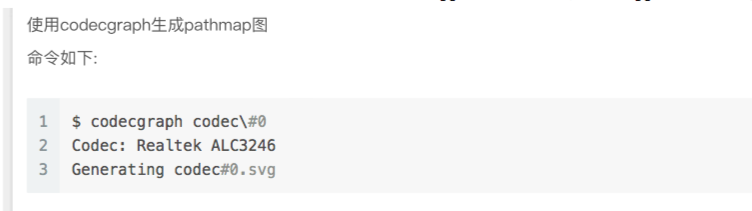 使用codecgraph生成pathmap图
命令如下:
1 $ codecgraph codec\#0
2 Codec: Realtek ALC3246
3 Generating codec#0.svg